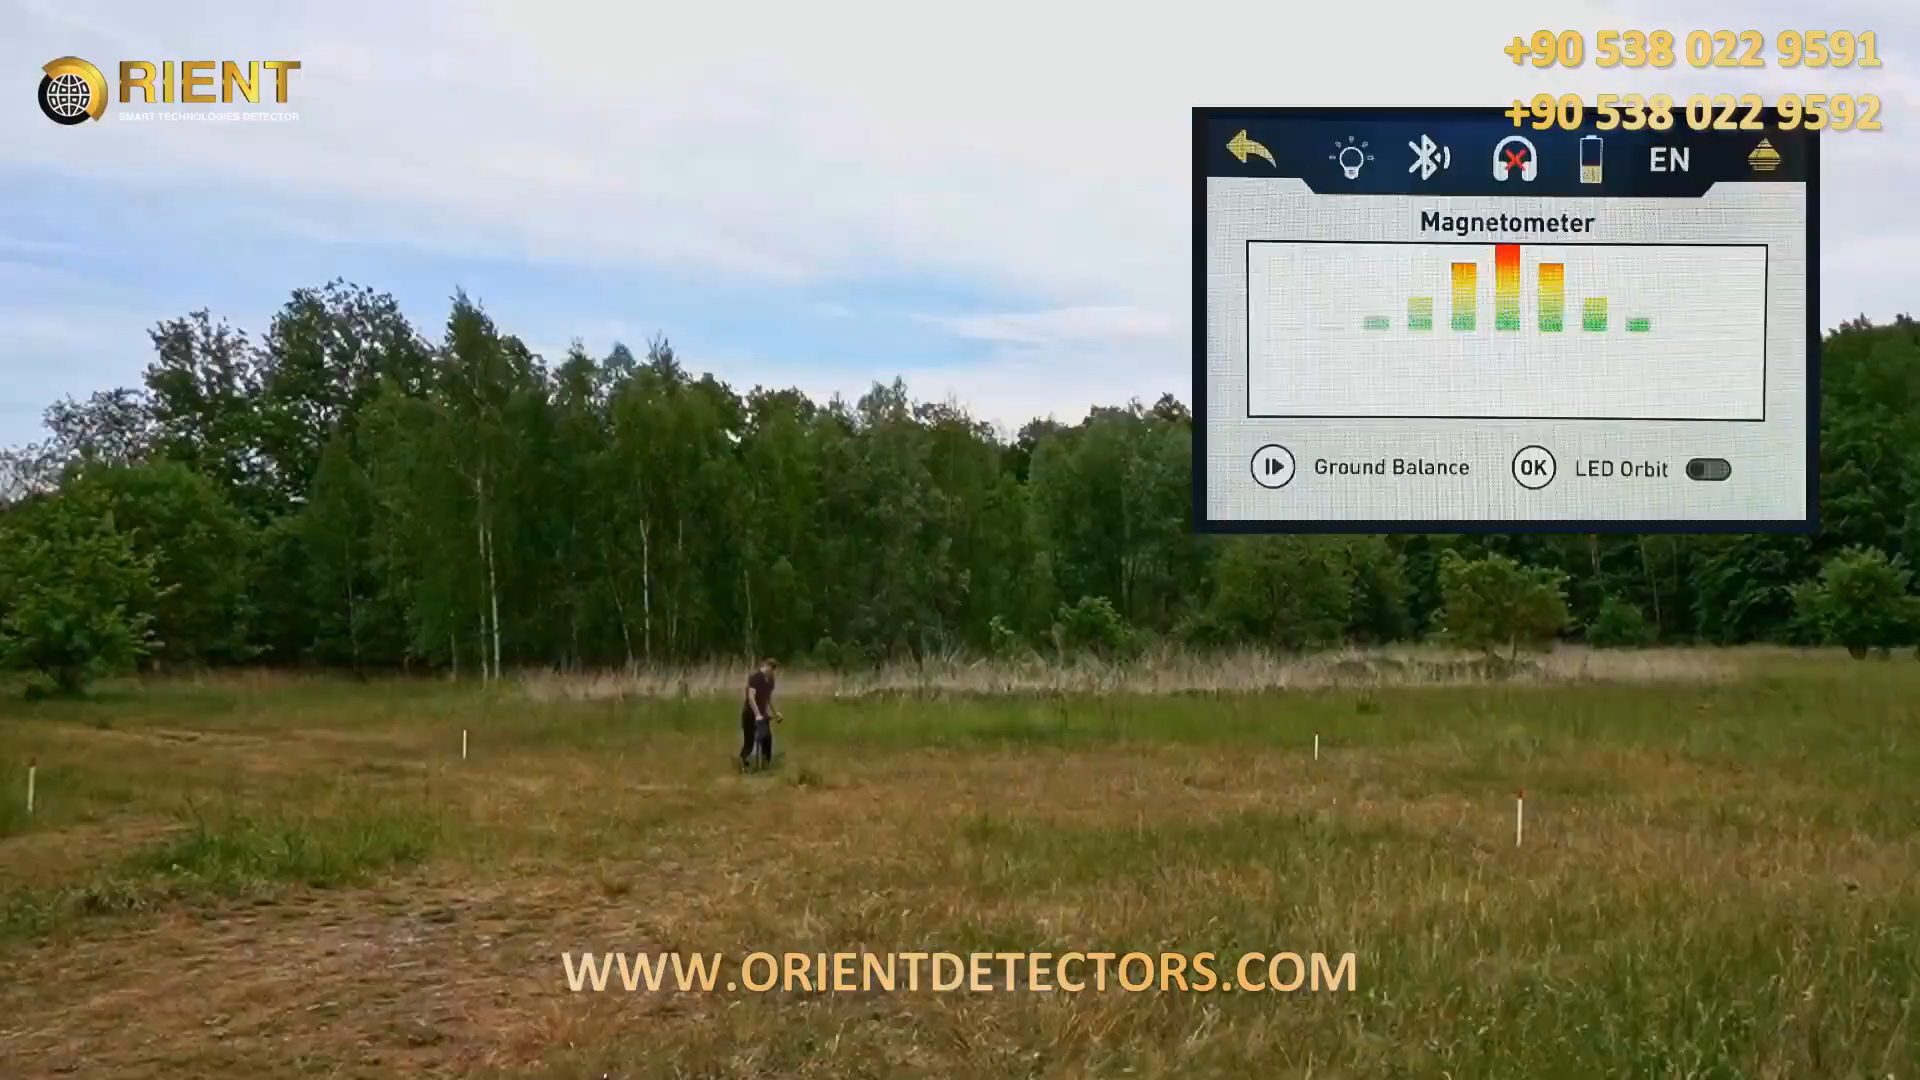 ORIENT
SMART TECHNOLOGIES DETECTOR
+90 538 022 9591
+90 538 022 9592
EN
Magnetometer
Ground Balance
OK
LED Orbit
WWW.ORIENTDETECTORS.COM